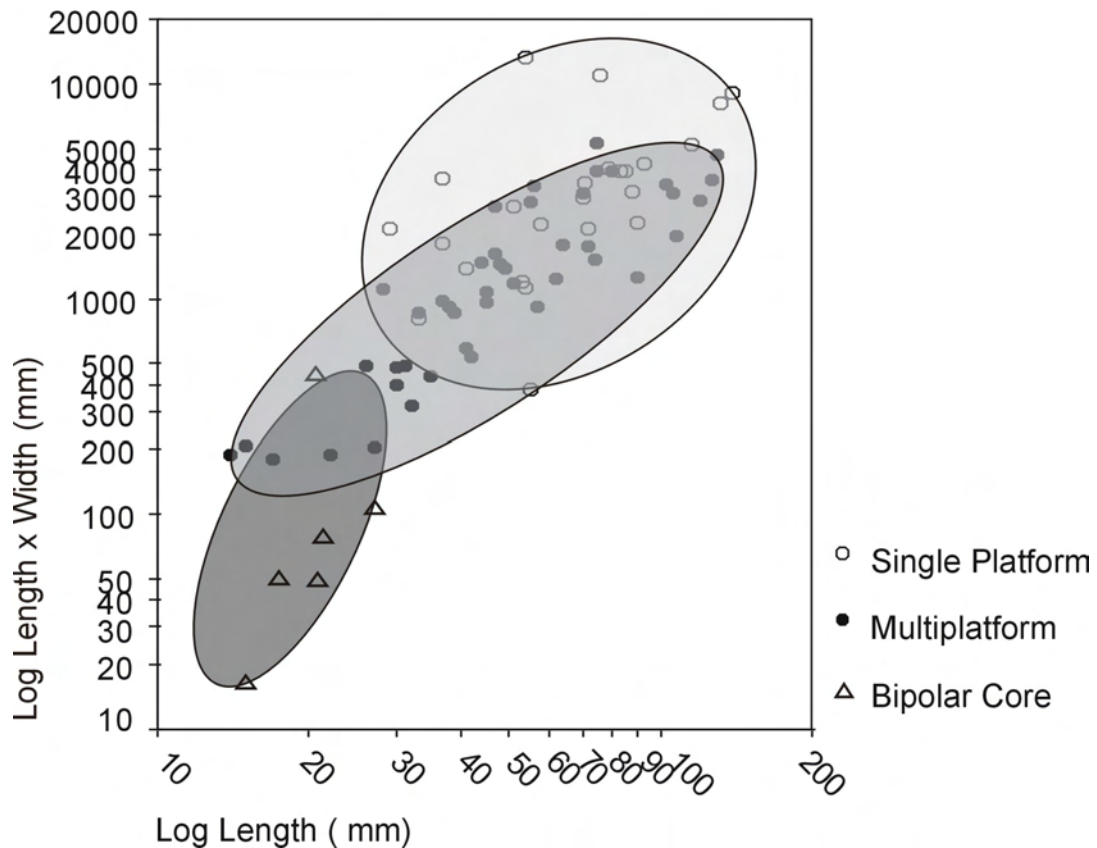 20000
10000
5000
4000
3000
2000
1000
500
400
300
200
100
50
40
30
20
10
Log Length x Width (mm)
10 20 30 40 50 60 70 80 90 100 200
Log Length ( mm)
Single Platform
Multiplatform
Bipolar Core